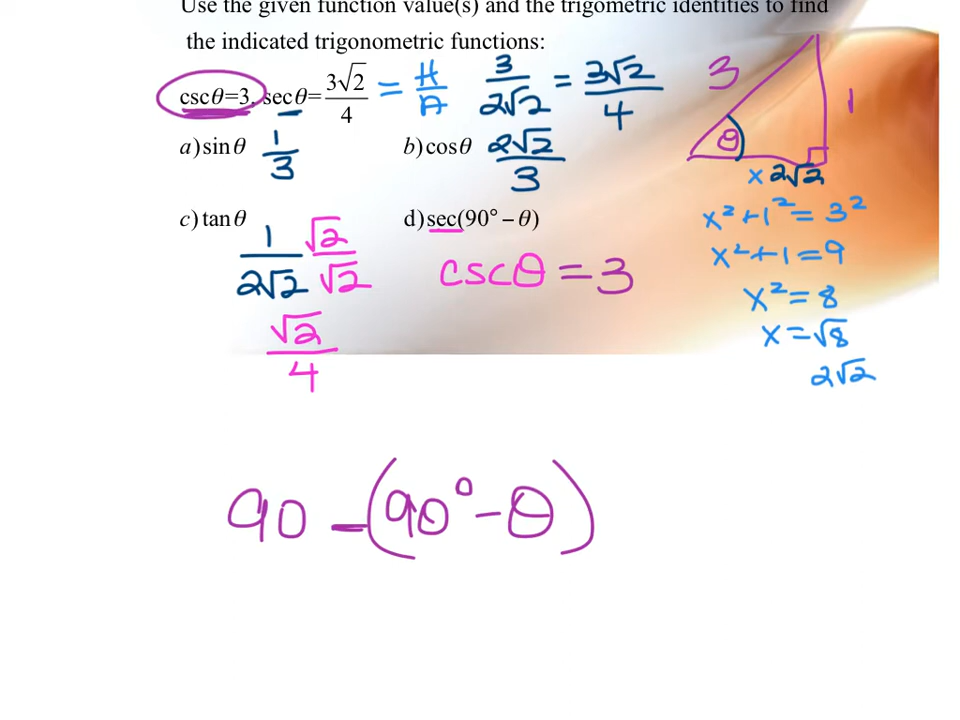 Use the given function value(s) and the trigometric identities to find
the indicated trigonometric functions:
cscθ=3, secθ= 3√2/4 = H/A 3/2√2 = 3√2/4
a) sinθ 1/3 b) cosθ 2√2/3
c) tanθ 1/2√2 √2/√2 d) sec(90° – θ)
√2/4
cscθ = 3
3
1
θ
x 2√2
x² + 1² = 3²
x² + 1 = 9
x² = 8
x = √8
2√2
90 - (90° - θ)